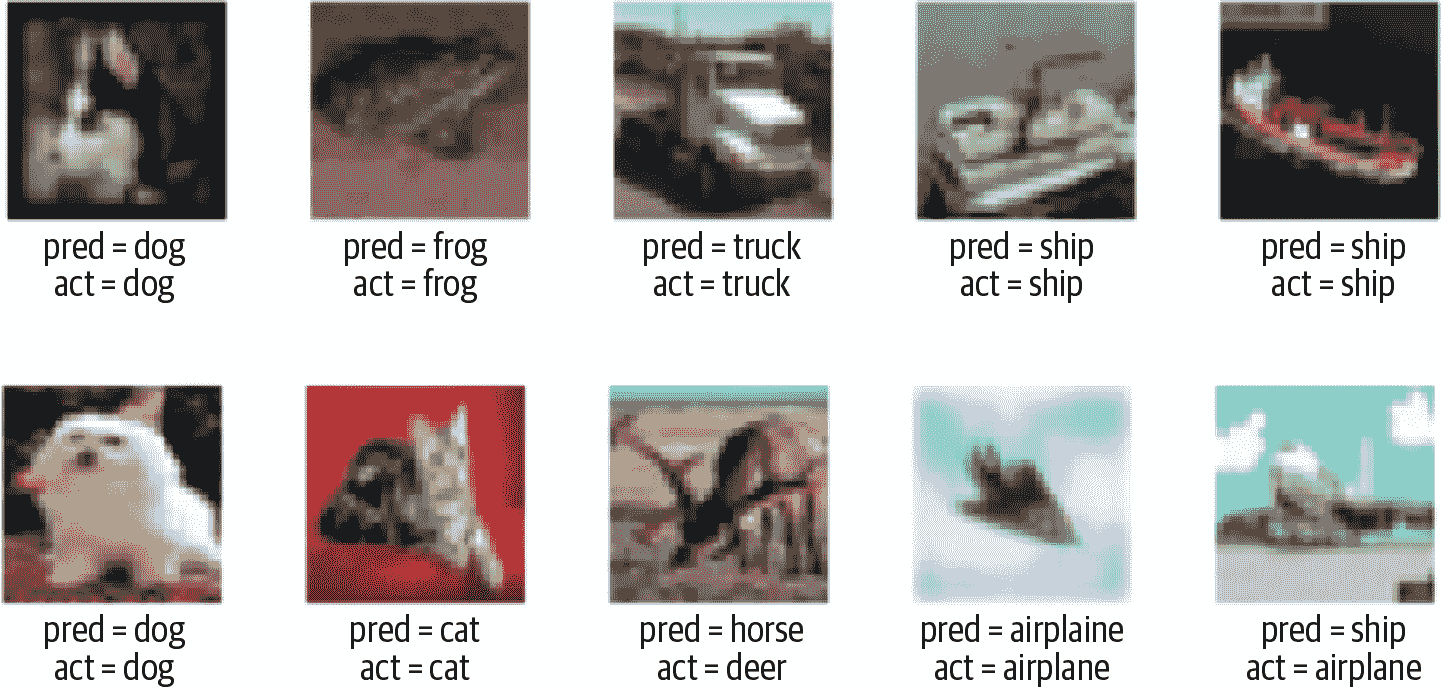 pred = dog
act = dog
pred = frog
act = frog
pred = truck
act = truck
pred = ship
act = ship
pred = ship
act = ship
pred = dog
act = dog
pred = cat
act = cat
pred = horse
act = deer
pred = airplaine
act = airplane
pred = ship
act = airplane